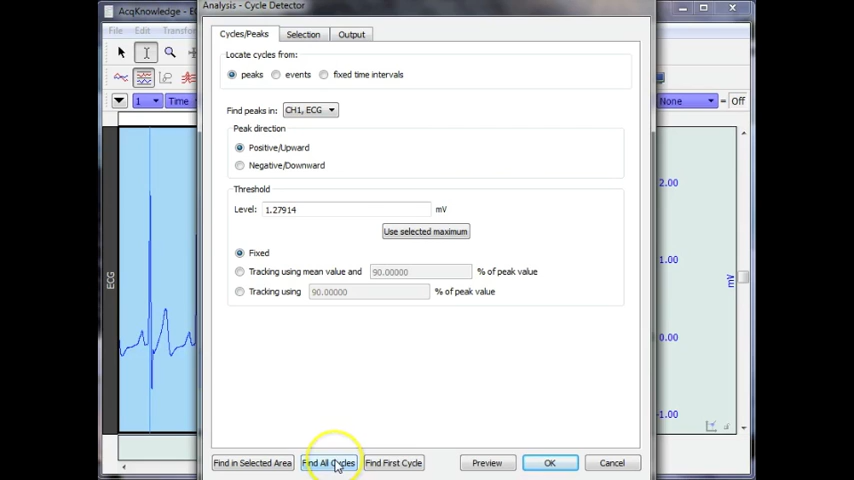 AcqKnowledge - E
Analysis - Cycle Detector
File Edit Transfor
Cycles/Peaks Selection Output
Locate cycles from:
peaks events fixed time intervals
1 Time
None = Off
Find peaks in: CH1, ECG
Peak direction
Positive/Upward
Negative/Downward
2.00
Threshold
Level: 1.27914 mV
Use selected maximum
Fixed
1.00
Tracking using mean value and 90.00000 % of peak value
Tracking using 90.00000 % of peak value
ECG
mV
0.00
-1.00
Find in Selected Area Find All Cycles Find First Cycle Preview OK Cancel